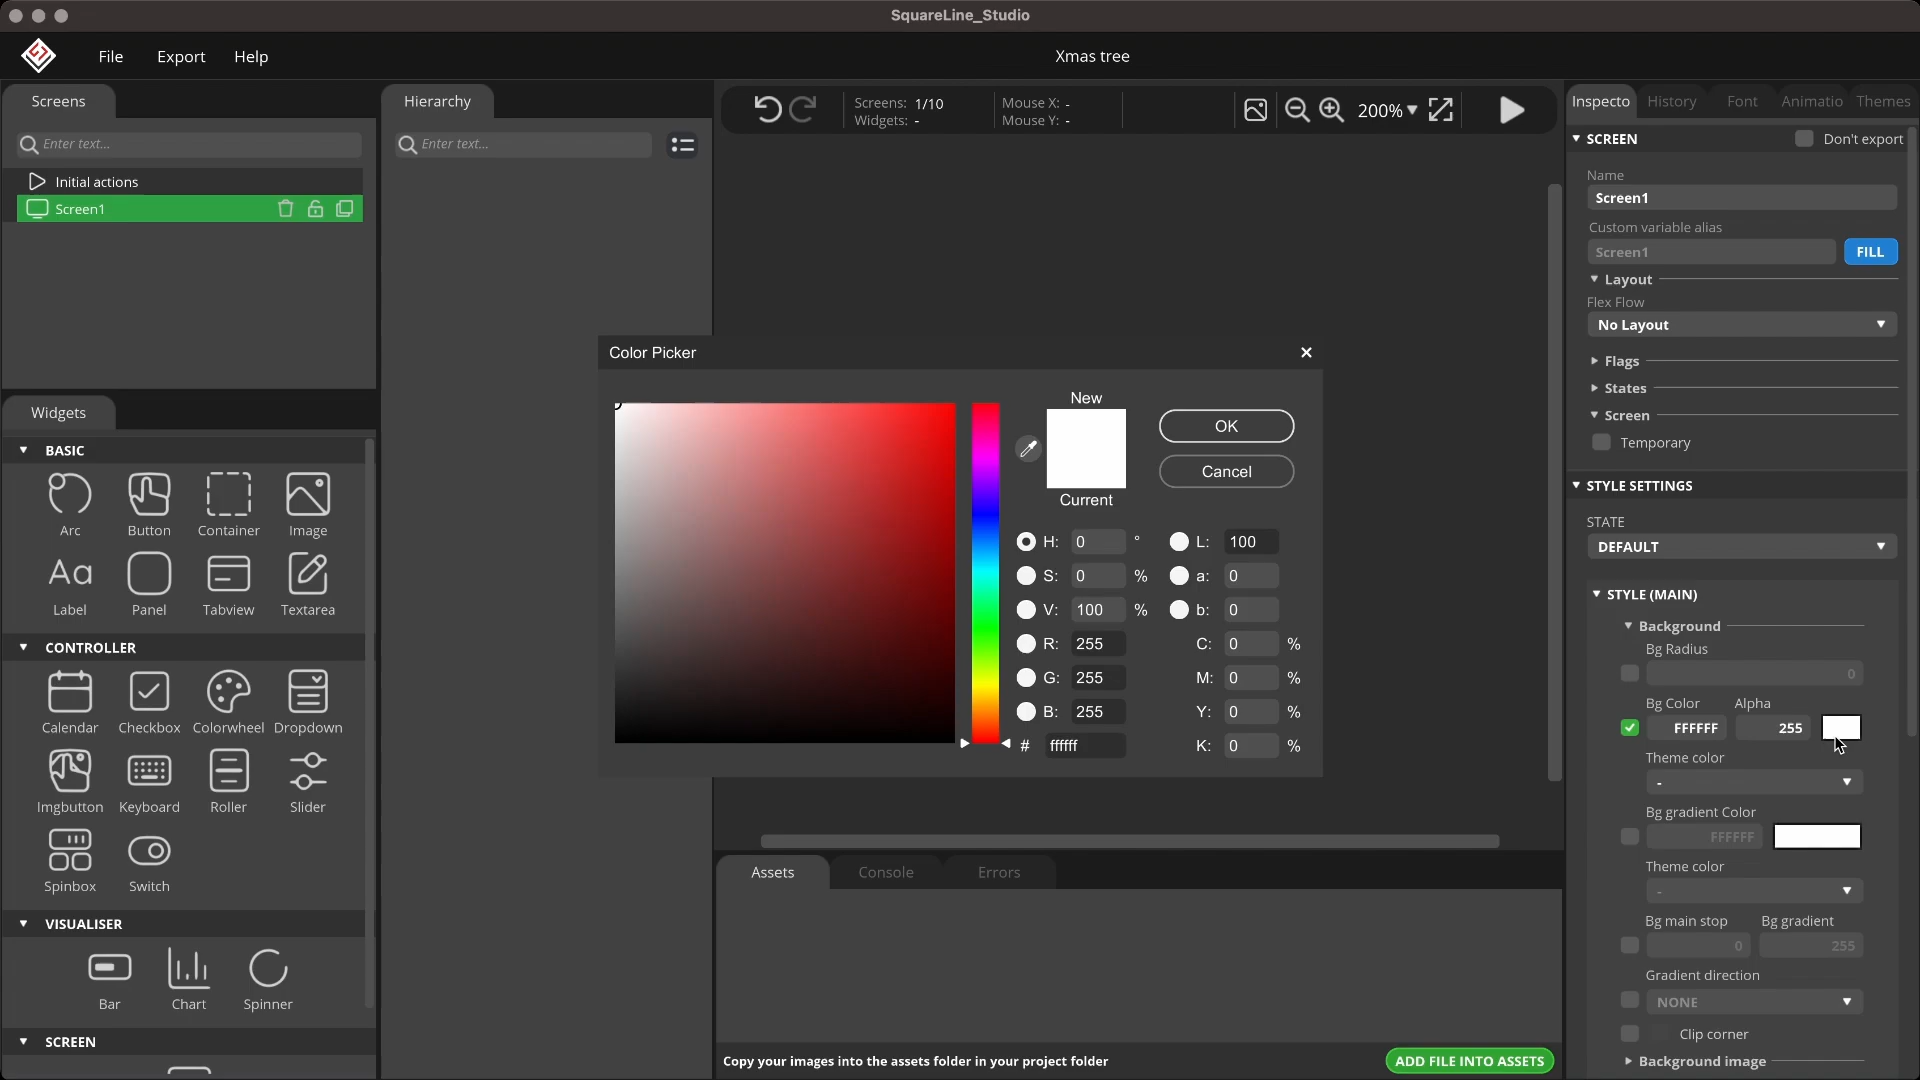 SquareLine_Studio
File
Export
Help
Xmas tree
Screens
Enter text...
Initial actions
Screen1
Hierarchy
Enter text...
Screens: 1/10
Widgets: -
Mouse X: -
Mouse Y: -
200%
Inspecto
History
Font
Animatio
Themes
SCREEN
Don't export
Name
Screen1
Custom variable alias
Screen1
FILL
Layout
Flex Flow
No Layout
Flags
States
Screen
Temporary
STYLE SETTINGS
STATE
DEFAULT
STYLE (MAIN)
Background
Bg Radius
0
Bg Color
Alpha
FFFFFF
255
Theme color
-
Bg gradient Color
FFFFFF
Theme color
-
Bg main stop
Bg gradient
0
255
Gradient direction
NONE
Clip corner
Background image
Color Picker
New
Current
OK
Cancel
H: 0 °
L: 100
S: 0 %
a: 0
V: 100 %
b: 0
R: 255
C: 0 %
G: 255
M: 0 %
B: 255
Y: 0 %
# ffffff
K: 0 %
Widgets
BASIC
Arc
Button
Container
Image
Aa
Label
Panel
Tabview
Textarea
CONTROLLER
Calendar
Checkbox
Colorwheel
Dropdown
Imgbutton
Keyboard
Roller
Slider
Spinbox
Switch
VISUALISER
Bar
Chart
Spinner
SCREEN
Assets
Console
Errors
Copy your images into the assets folder in your project folder
ADD FILE INTO ASSETS